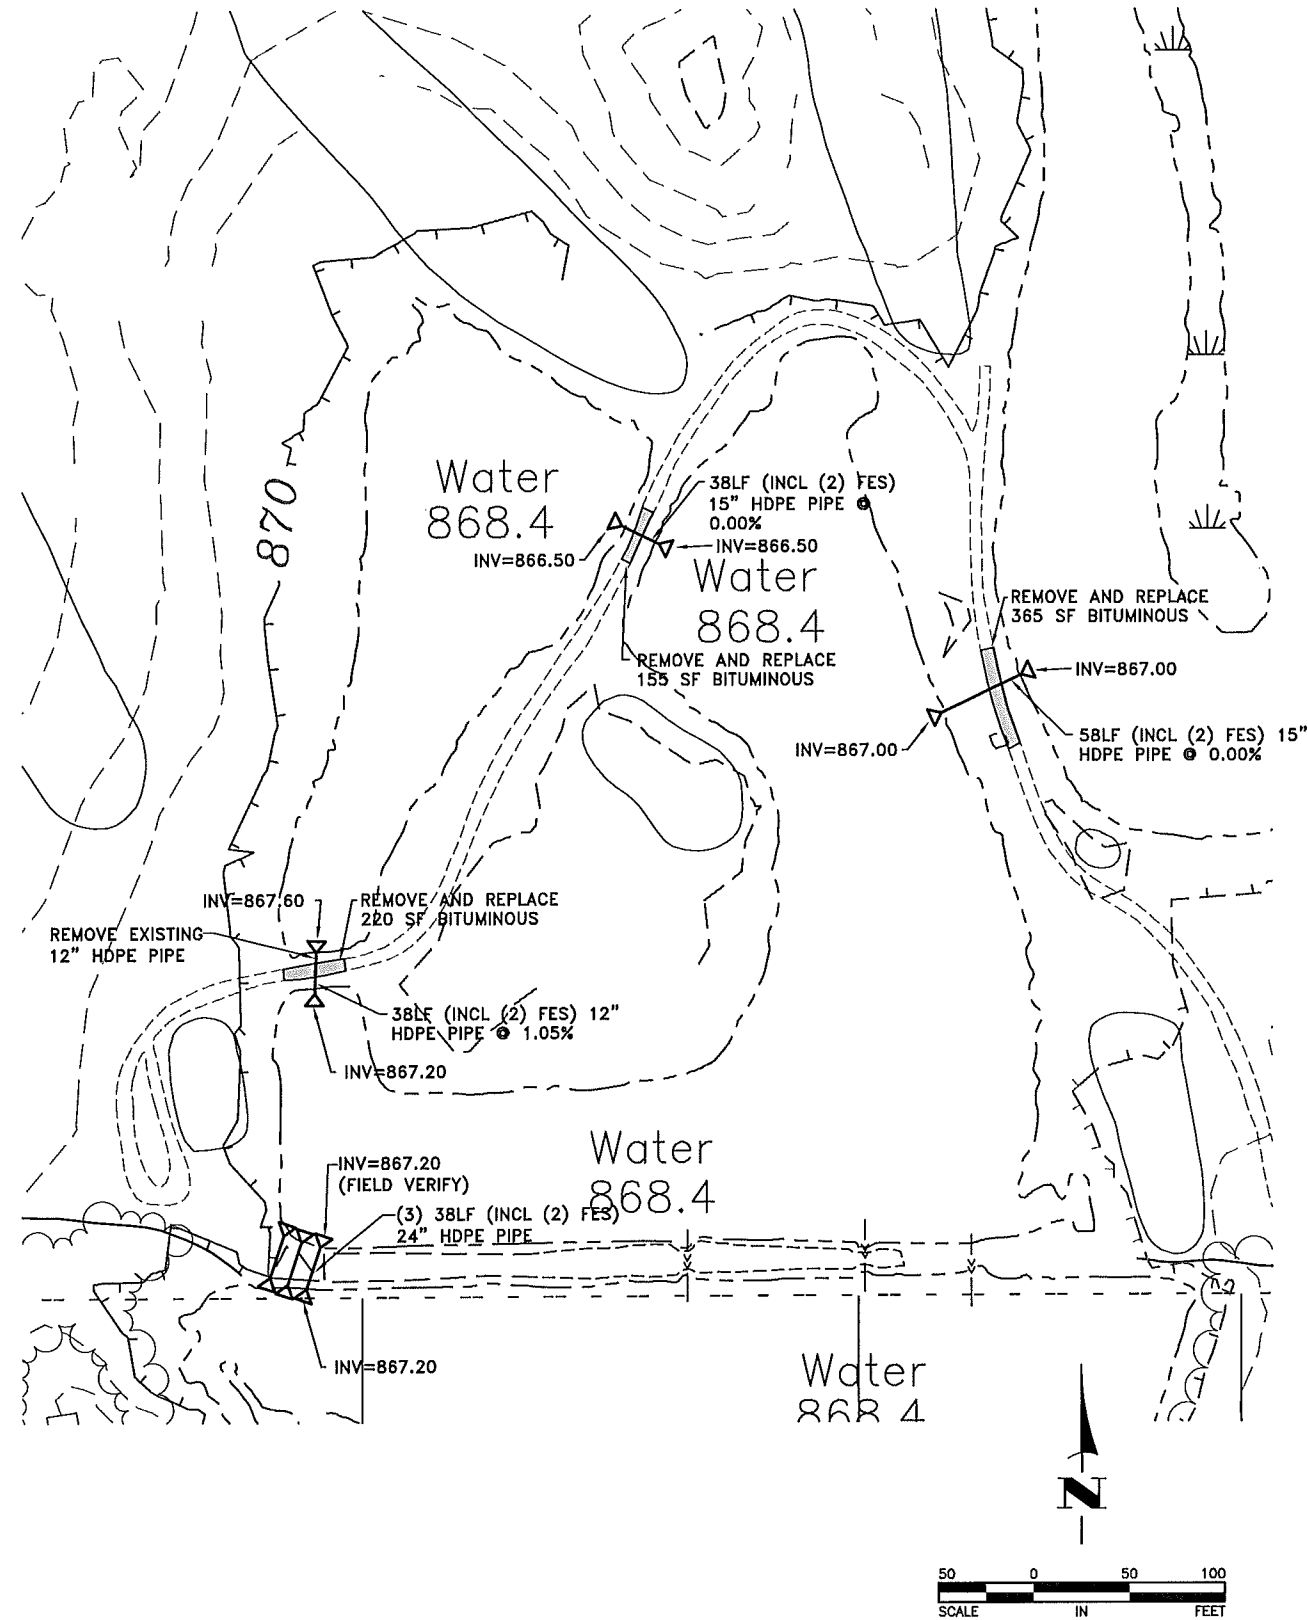 Water
868.4
38LF (INCL (2) FES)
15" HDPE PIPE @
0.00%
INV=866.50
INV=866.50
870
Water
868.4
REMOVE AND REPLACE
155 SF BITUMINOUS
REMOVE AND REPLACE
365 SF BITUMINOUS
INV=867.00
INV=867.00
58LF (INCL (2) FES) 15"
HDPE PIPE @ 0.00%
INV=867.60
REMOVE AND REPLACE
220 SF BITUMINOUS
REMOVE EXISTING
12" HDPE PIPE
38LF (INCL (2) FES) 12"
HDPE PIPE @ 1.05%
INV=867.20
INV=867.20
(FIELD VERIFY)
Water
868.4
(3) 38LF (INCL (2) FES)
24" HDPE PIPE
INV=867.20
Water
868.4
N
50 0 50 100
SCALE IN FEET